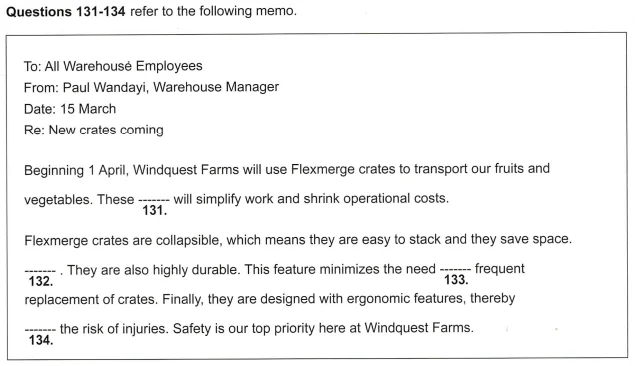 Questions 131-134 refer to the following memo.
To: All Warehouse Employees
From: Paul Wandayi, Warehouse Manager
Date: 15 March
Re: New crates coming
Beginning 1 April, Windquest Farms will use Flexmerge crates to transport our fruits and
vegetables. These ------- will simplify work and shrink operational costs.
131.
Flexmerge crates are collapsible, which means they are easy to stack and they save space.
------- . They are also highly durable. This feature minimizes the need ------- frequent
132. 133.
replacement of crates. Finally, they are designed with ergonomic features, thereby
------- the risk of injuries. Safety is our top priority here at Windquest Farms.
134.